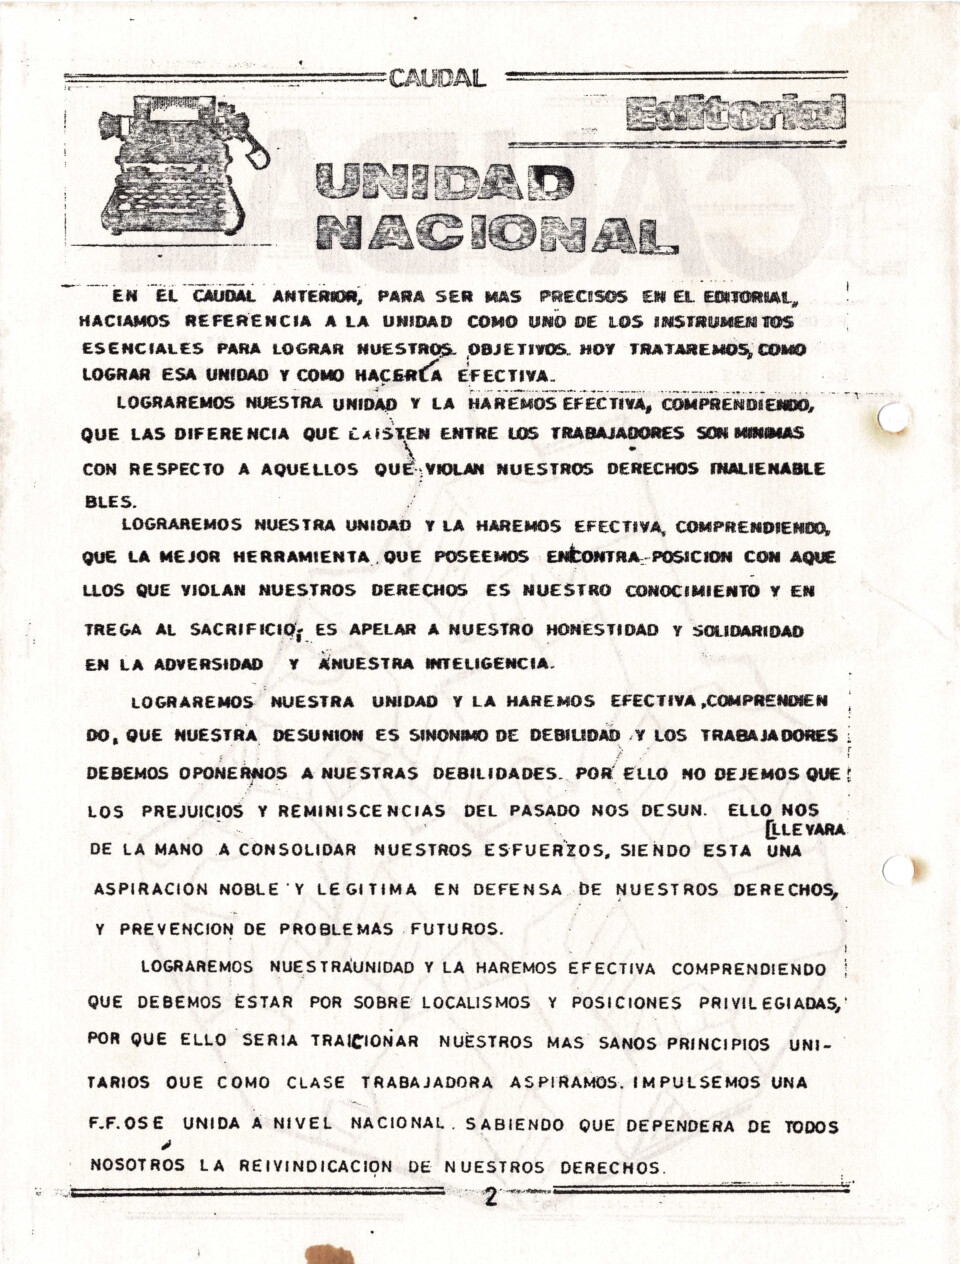 CAUDAL
Editorial
UNIDAD
NACIONAL
EN EL CAUDAL ANTERIOR, PARA SER MAS PRECISOS EN EL EDITORIAL,
HACIAMOS REFERENCIA A LA UNIDAD COMO UNO DE LOS INSTRUMENTOS
ESENCIALES PARA LOGRAR NUESTROS OBJETIVOS. HOY TRATAREMOS, COMO
LOGRAR ESA UNIDAD Y COMO HACERLA EFECTIVA.
LOGRAREMOS NUESTRA UNIDAD Y LA HAREMOS EFECTIVA, COMPRENDIENDO,
QUE LAS DIFERENCIA QUE EXISTEN ENTRE LOS TRABAJADORES SON MINIMAS
CON RESPECTO A AQUELLOS QUE VIOLAN NUESTROS DERECHOS INALIENABLE
BLES.
LOGRAREMOS NUESTRA UNIDAD Y LA HAREMOS EFECTIVA, COMPRENDIENDO,
QUE LA MEJOR HERRAMIENTA QUE POSEEMOS EN CONTRA-POSICION CON AQUE
LLOS QUE VIOLAN NUESTROS DERECHOS ES NUESTRO CONOCIMIENTO Y EN
TREGA AL SACRIFICIO; ES APELAR A NUESTRO HONESTIDAD Y SOLIDARIDAD
EN LA ADVERSIDAD Y ANUESTRA INTELIGENCIA.
LOGRAREMOS NUESTRA UNIDAD Y LA HAREMOS EFECTIVA, COMPRENDIEN
DO, QUE NUESTRA DESUNION ES SINONIMO DE DEBILIDAD Y LOS TRABAJADORES
DEBEMOS OPONERNOS A NUESTRAS DEBILIDADES. POR ELLO NO DEJEMOS QUE
LOS PREJUICIOS Y REMINISCENCIAS DEL PASADO NOS DESUN. ELLO NOS
[LLEVARA
DE LA MANO A CONSOLIDAR NUESTROS ESFUERZOS, SIENDO ESTA UNA
ASPIRACION NOBLE Y LEGITIMA EN DEFENSA DE NUESTROS DERECHOS,
Y PREVENCION DE PROBLEMAS FUTUROS.
LOGRAREMOS NUESTRA UNIDAD Y LA HAREMOS EFECTIVA COMPRENDIENDO
QUE DEBEMOS ESTAR POR SOBRE LOCALISMOS Y POSICIONES PRIVILEGIADAS,
POR QUE ELLO SERIA TRAICIONAR NUESTROS MAS SANOS PRINCIPIOS UNI-
TARIOS QUE COMO CLASE TRABAJADORA ASPIRAMOS. IMPULSEMOS UNA
F.F.OSE UNIDA A NIVEL NACIONAL. SABIENDO QUE DEPENDERA DE TODOS
NOSOTROS LA REIVINDICACION DE NUESTROS DERECHOS.
2